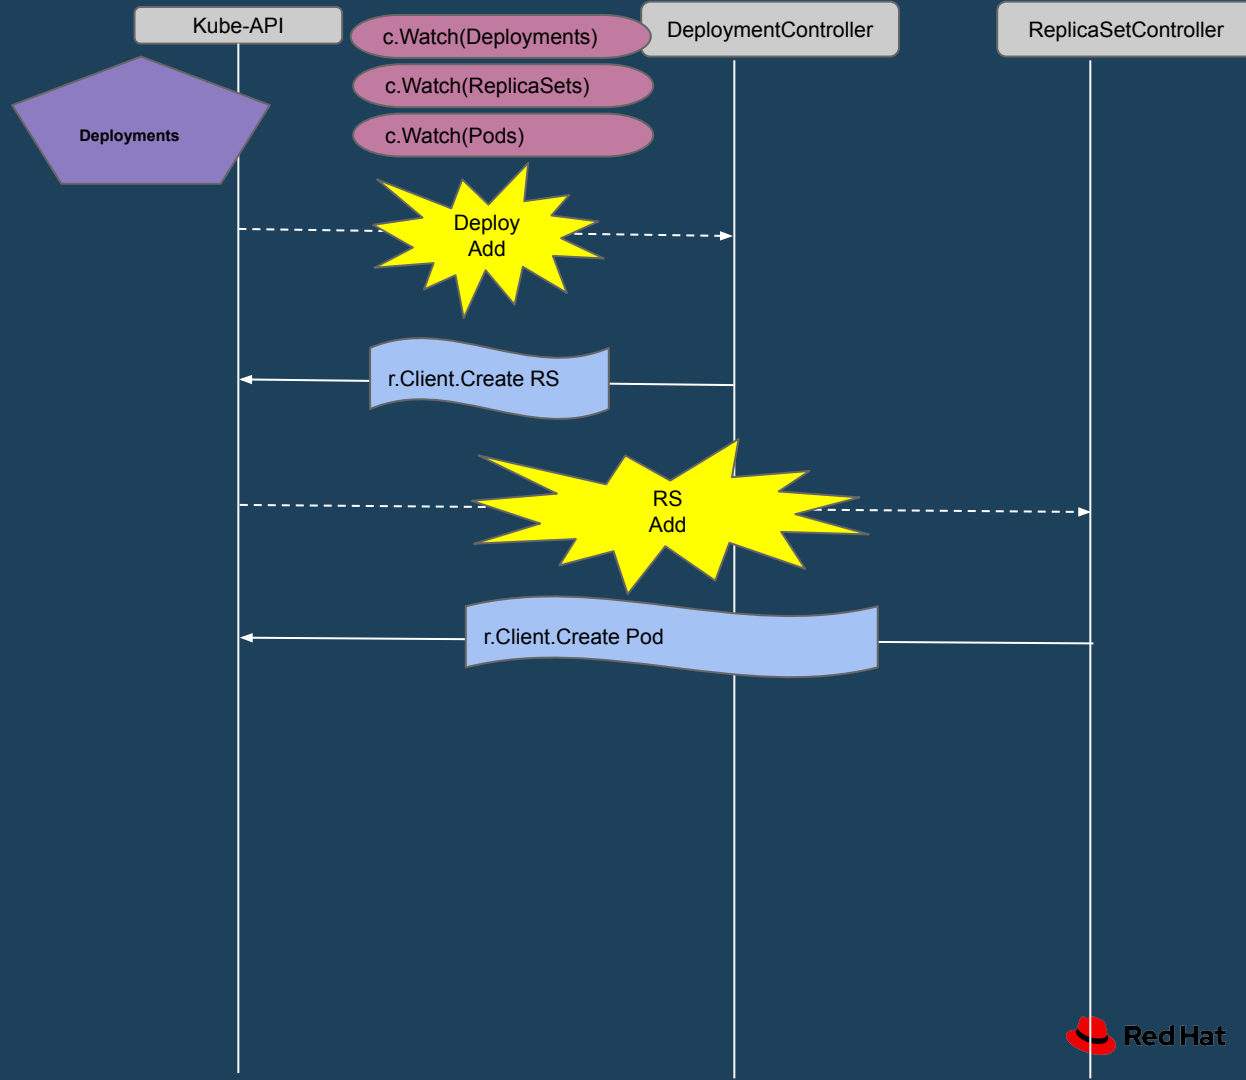 Kube-API
c.Watch(Deployments)
DeploymentController
ReplicaSetController
c.Watch(ReplicaSets)
Deployments
c.Watch(Pods)
Deploy
Add
r.Client.Create RS
RS
Add
r.Client.Create Pod
Red Hat